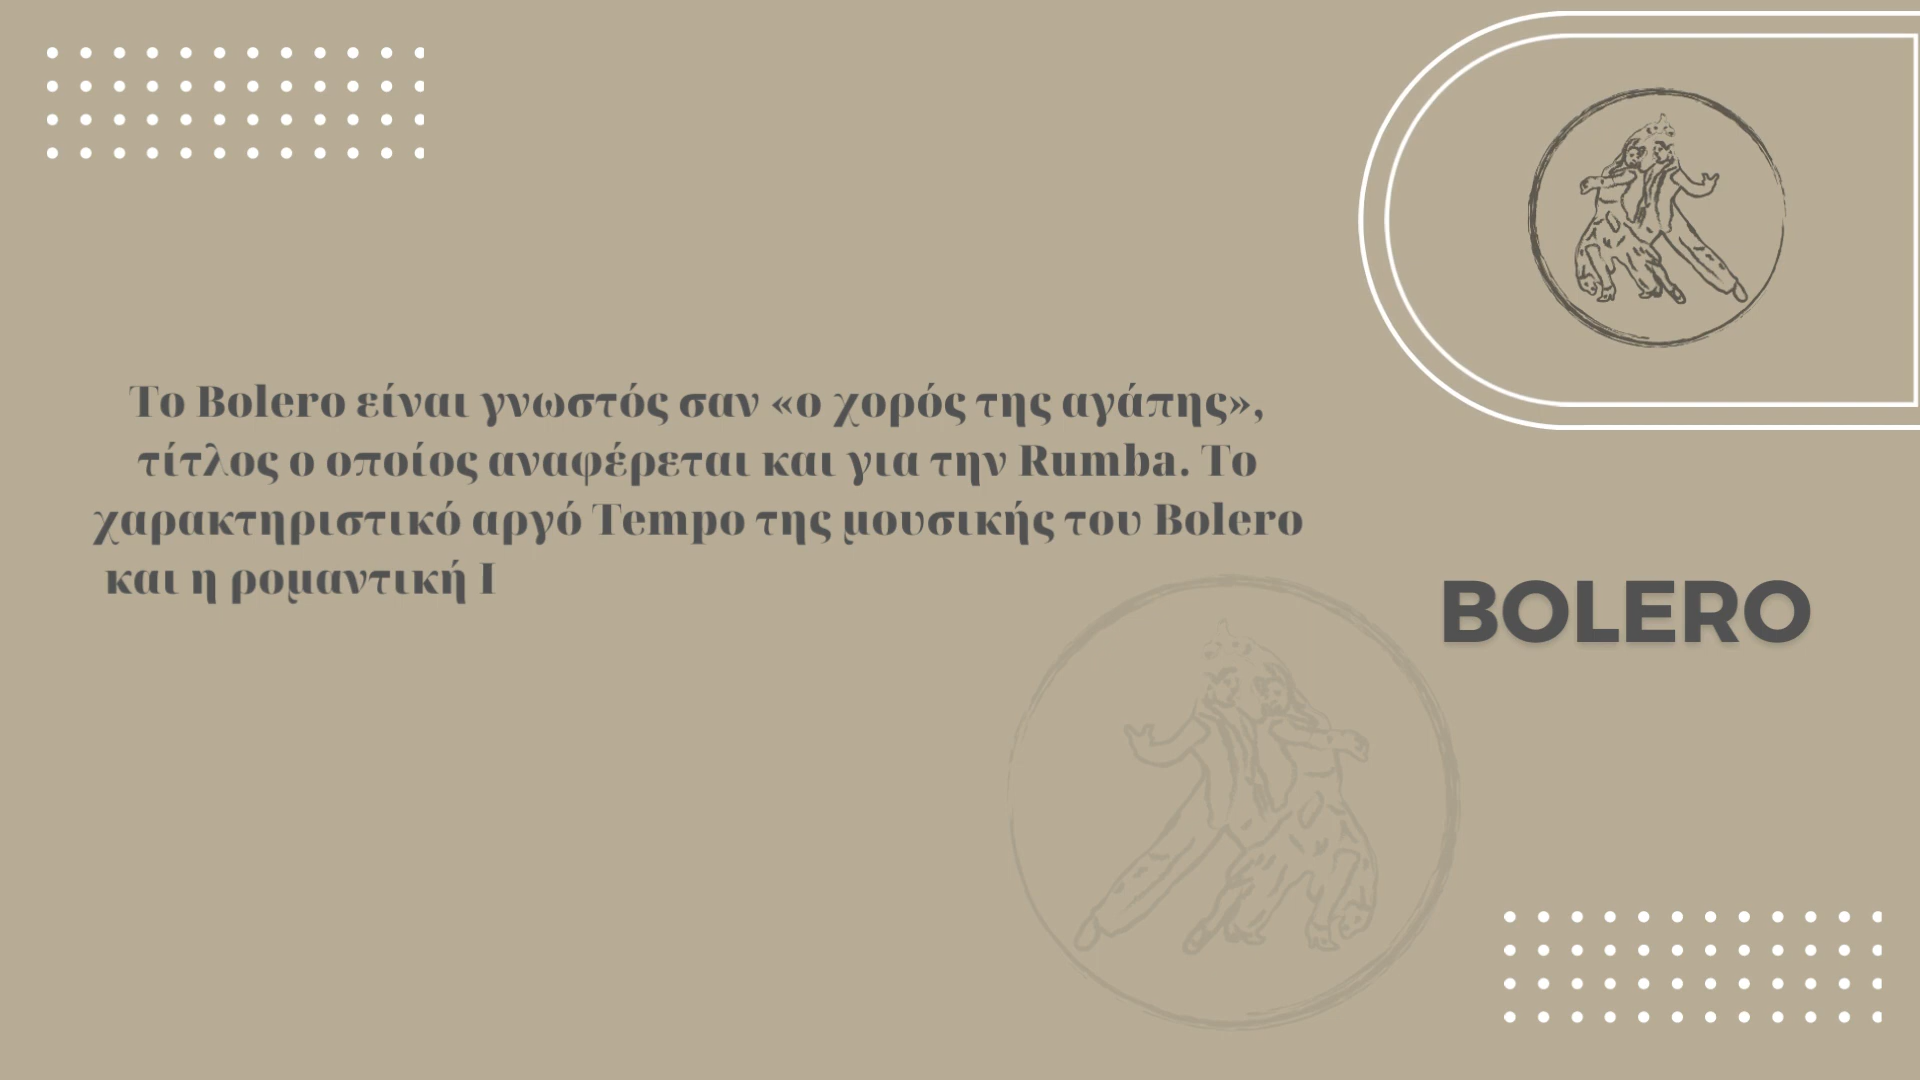 Το Bolero είναι γνωστός σαν «ο χορός της αγάπης»,
τίτλος ο οποίος αναφέρεται και για την Rumba. Το
χαρακτηριστικό αργό Tempo της μουσικής του Bolero
και η ρομαντική Ι
BOLERO